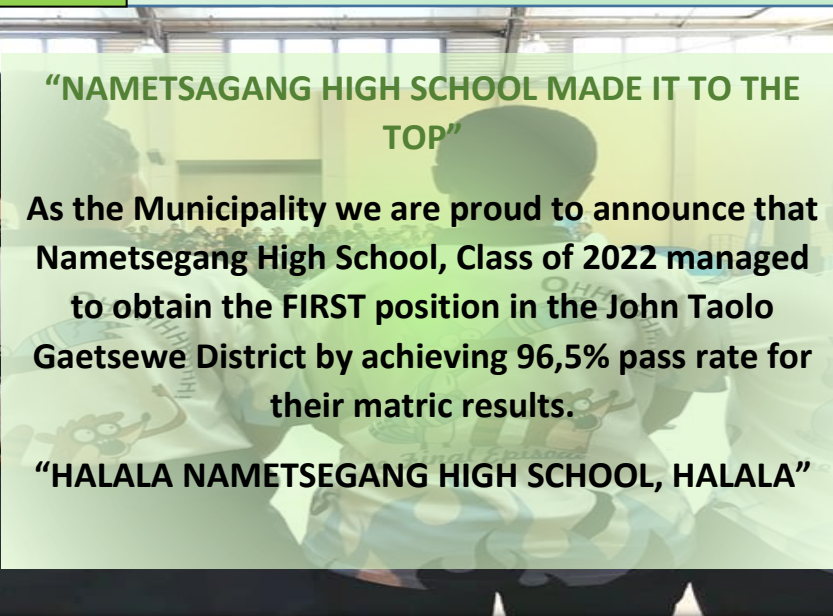 “NAMETSAGANG HIGH SCHOOL MADE IT TO THE
TOP”
As the Municipality we are proud to announce that
Nametsegang High School, Class of 2022 managed
to obtain the FIRST position in the John Taolo
Gaetsewe District by achieving 96,5% pass rate for
their matric results.
“HALALA NAMETSEGANG HIGH SCHOOL, HALALA”
Final Episode